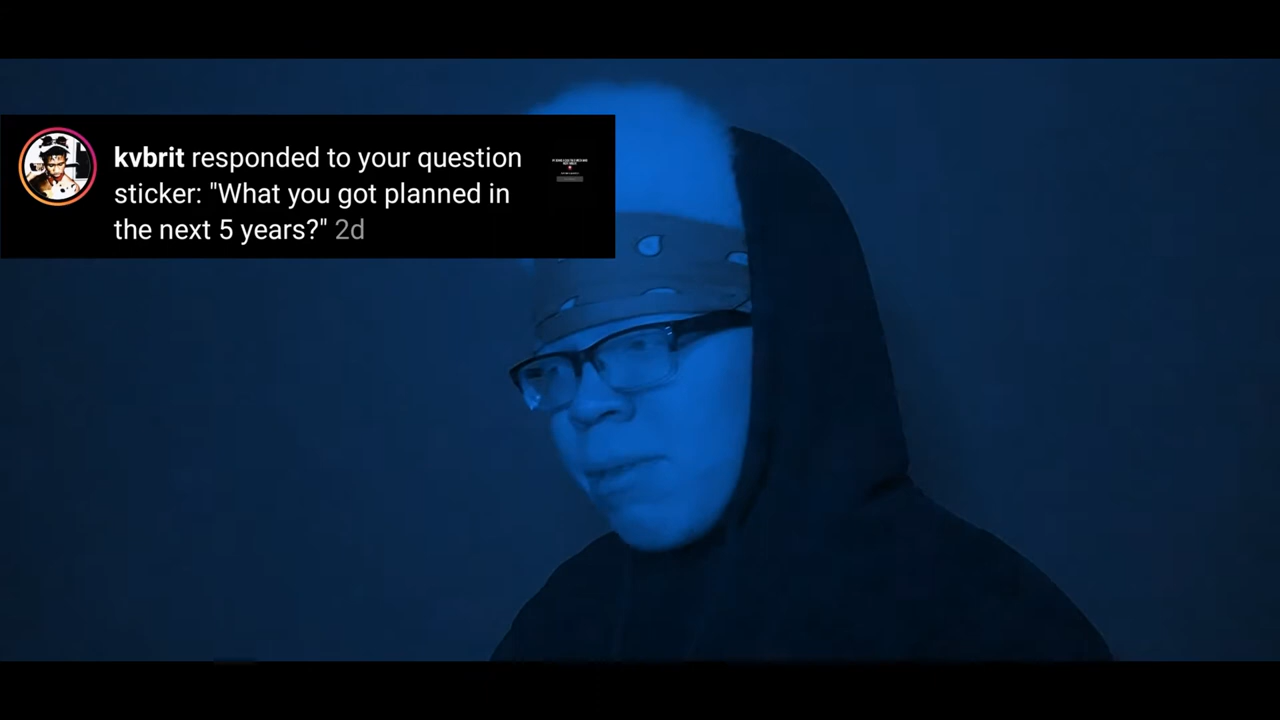 kvbrit responded to your question
sticker: "What you got planned in
the next 5 years?" 2d